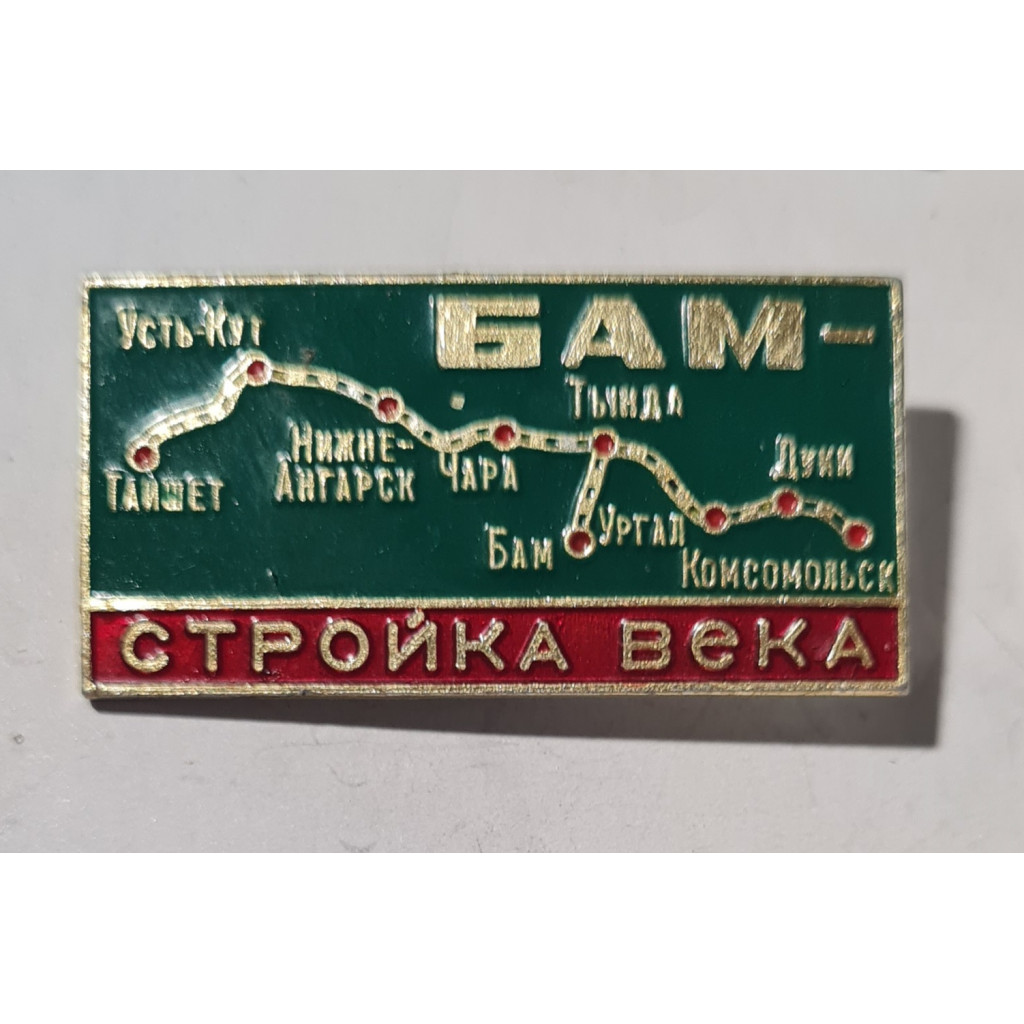 БАМ-
Усть-Кут
Тында
Нижне-
Ангарск
Чара
Дуки
Тайшет
Бам
Ургал
Комсомольск
СТРОЙКА ВеКА